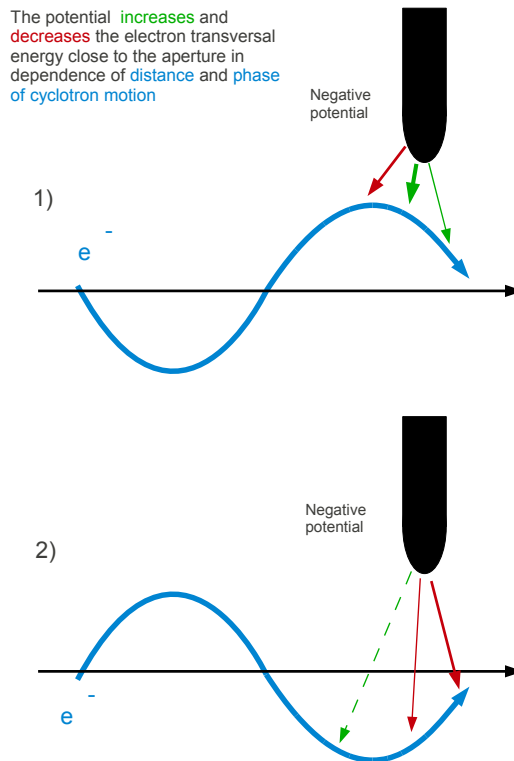 The potential increases and
decreases the electron transversal
energy close to the aperture in
dependence of distance and phase
of cyclotron motion
Negative
potential
1)
e -
Negative
potential
2)
e -